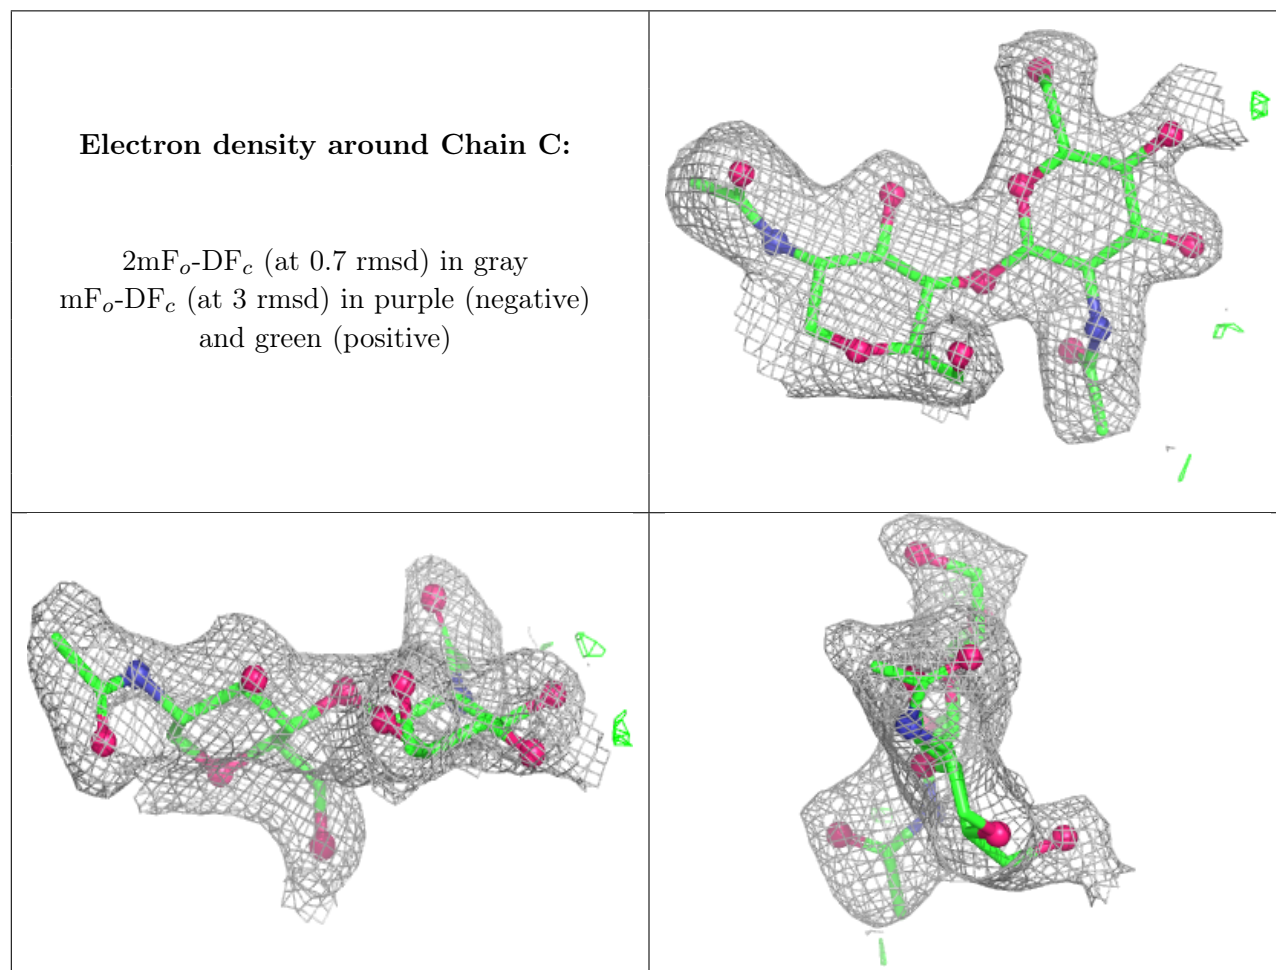 Electron density around Chain C:
2mFₒ-DF𝒸 (at 0.7 rmsd) in gray
mFₒ-DF𝒸 (at 3 rmsd) in purple (negative)
and green (positive)